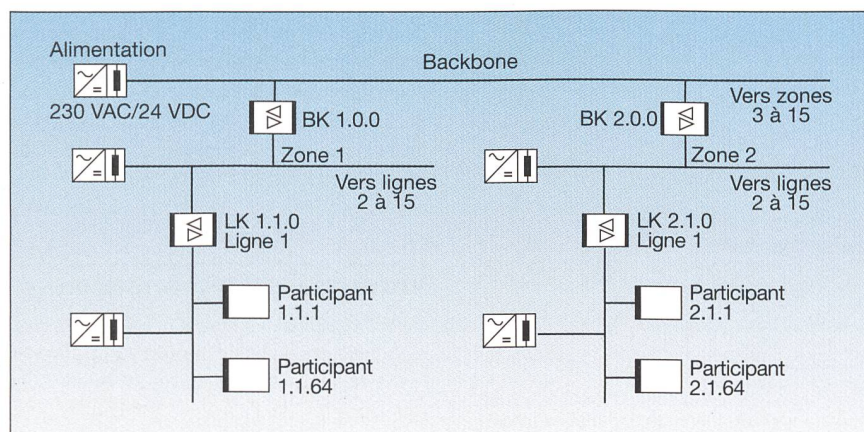 Alimentation
230 VAC/24 VDC
Backbone
BK 1.0.0
BK 2.0.0
Vers zones
3 à 15
Zone 1
Vers lignes
2 à 15
Zone 2
Vers lignes
2 à 15
LK 1.1.0
Ligne 1
LK 2.1.0
Ligne 1
Participant
1.1.1
Participant
2.1.1
Participant
1.1.64
Participant
2.1.64